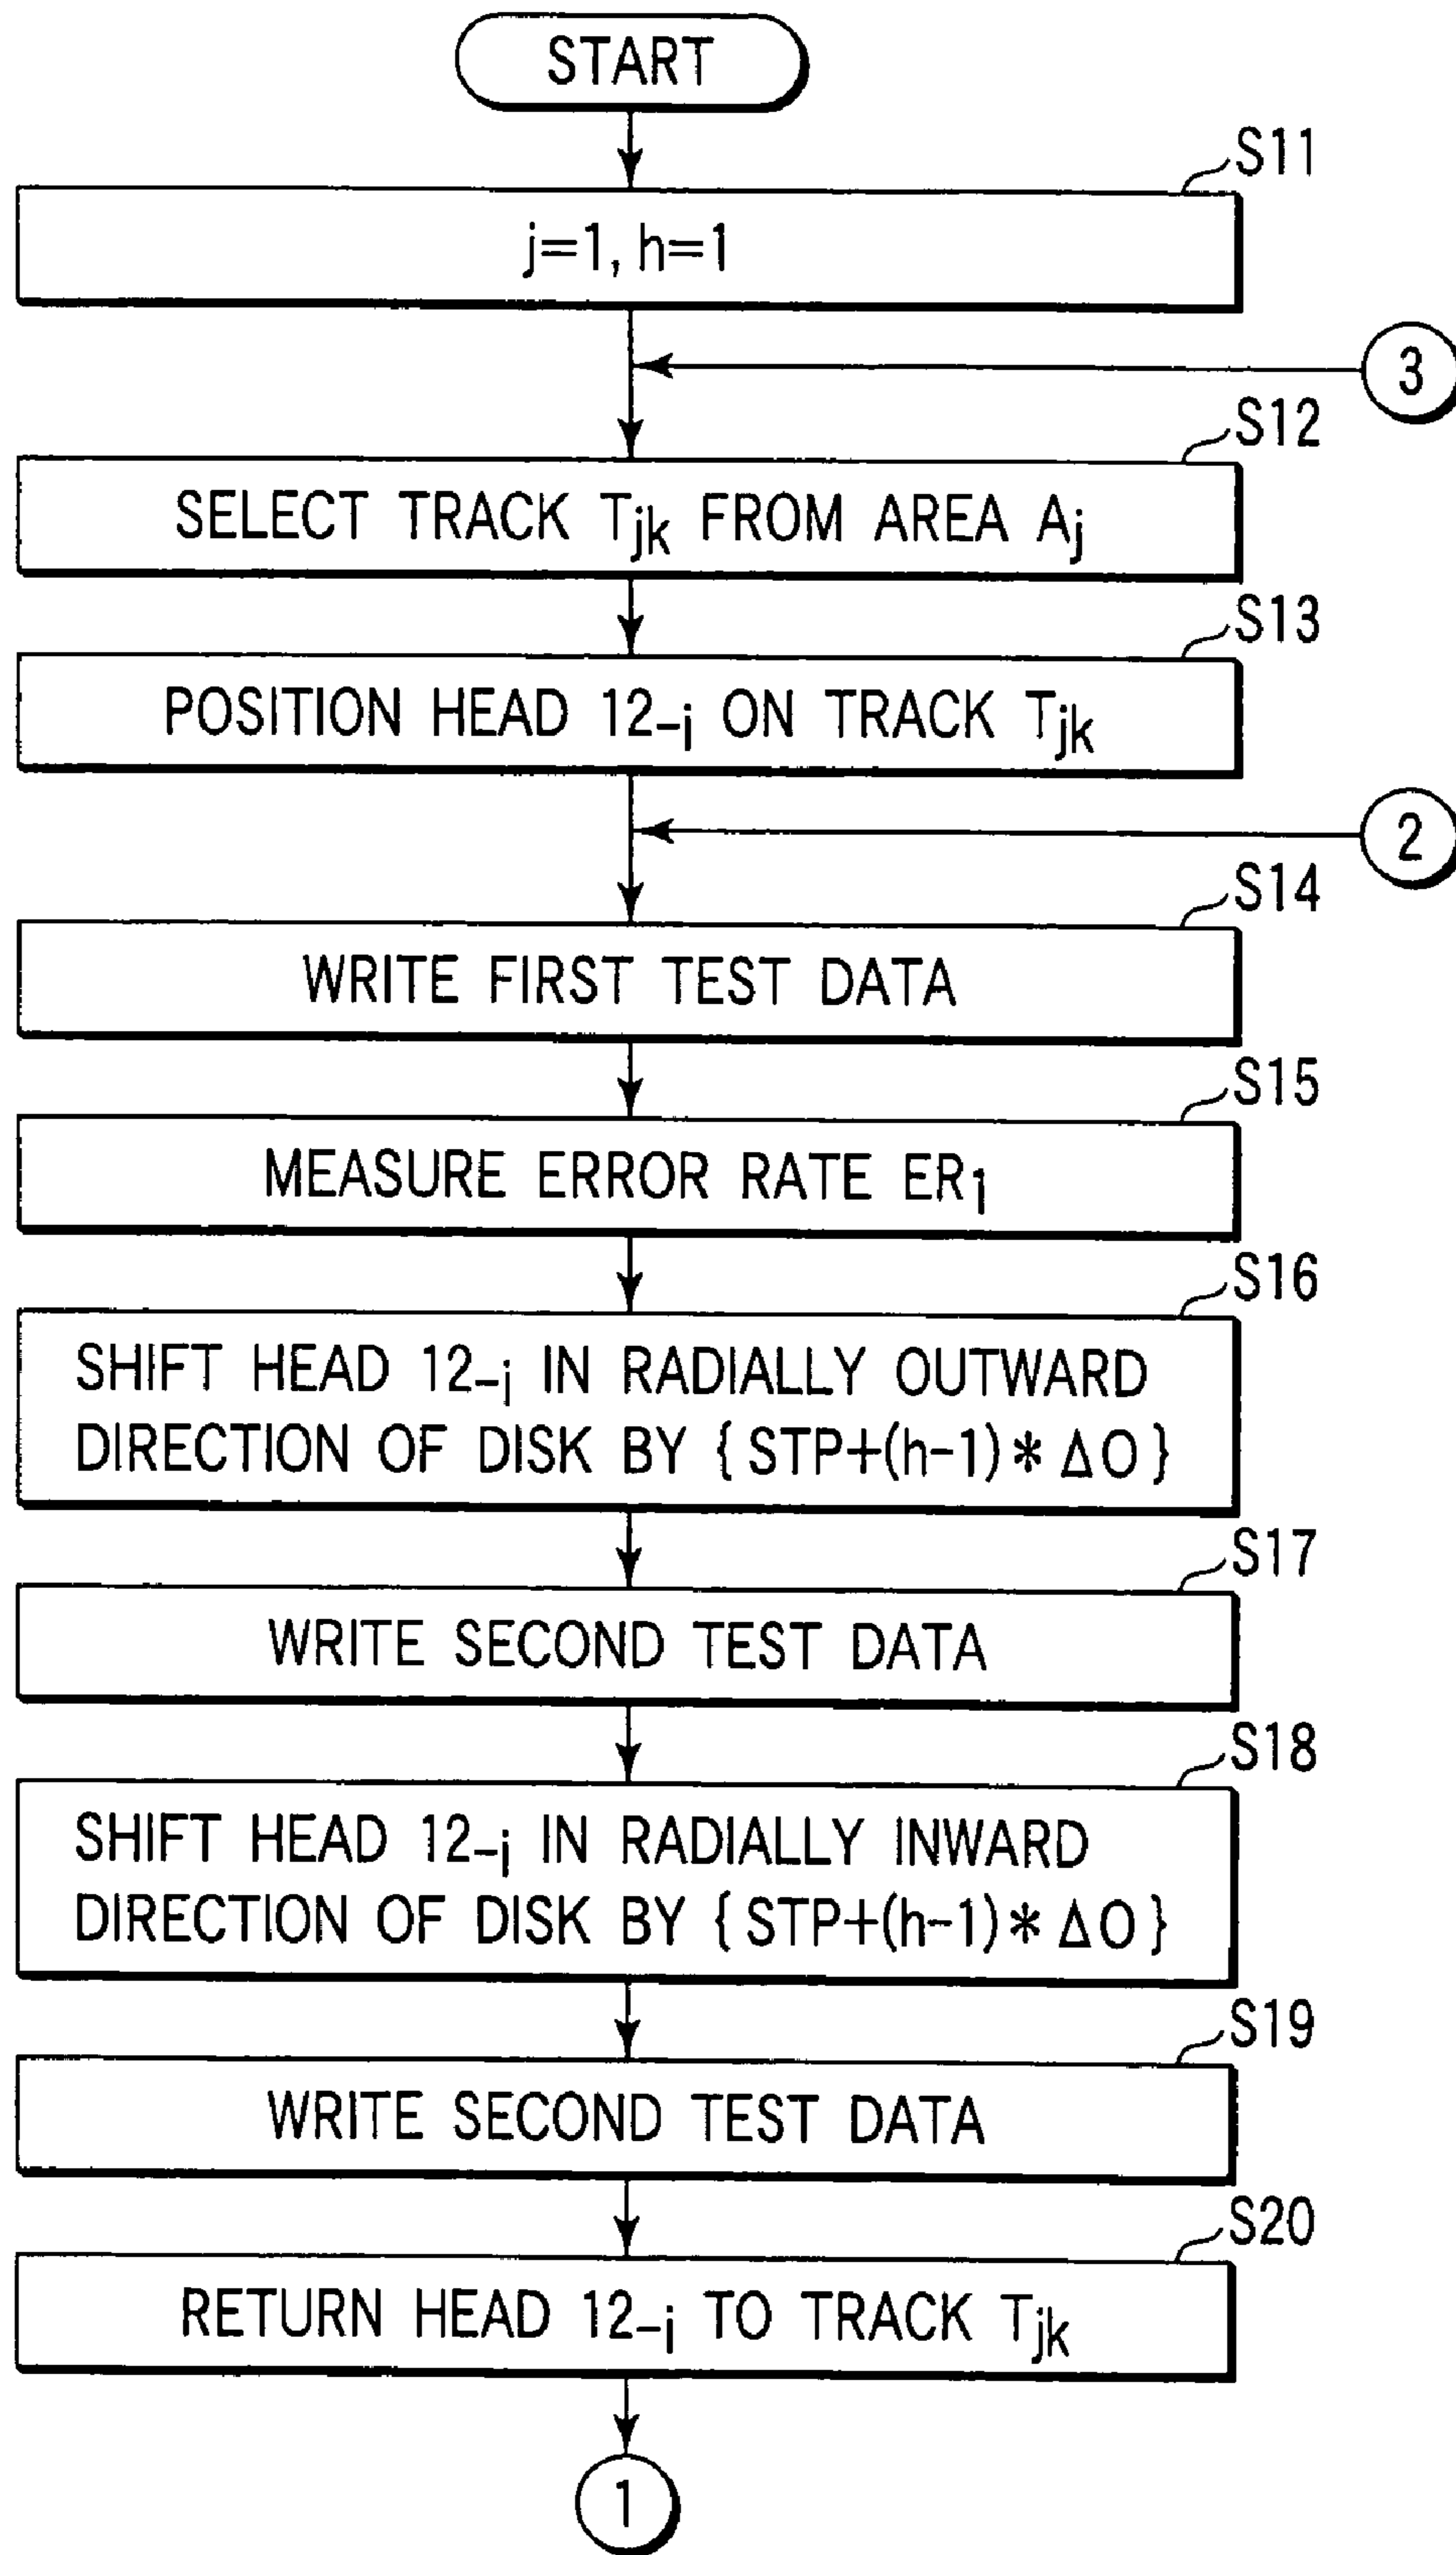 START
S11
j=1, h=1
3
S12
SELECT TRACK Tjk FROM AREA Aj
S13
POSITION HEAD 12-i ON TRACK Tjk
2
S14
WRITE FIRST TEST DATA
S15
MEASURE ERROR RATE ER1
S16
SHIFT HEAD 12-i IN RADIALLY OUTWARD
DIRECTION OF DISK BY { STP+(h-1)* ΔO }
S17
WRITE SECOND TEST DATA
S18
SHIFT HEAD 12-i IN RADIALLY INWARD
DIRECTION OF DISK BY { STP+(h-1)* ΔO }
S19
WRITE SECOND TEST DATA
S20
RETURN HEAD 12-i TO TRACK Tjk
1